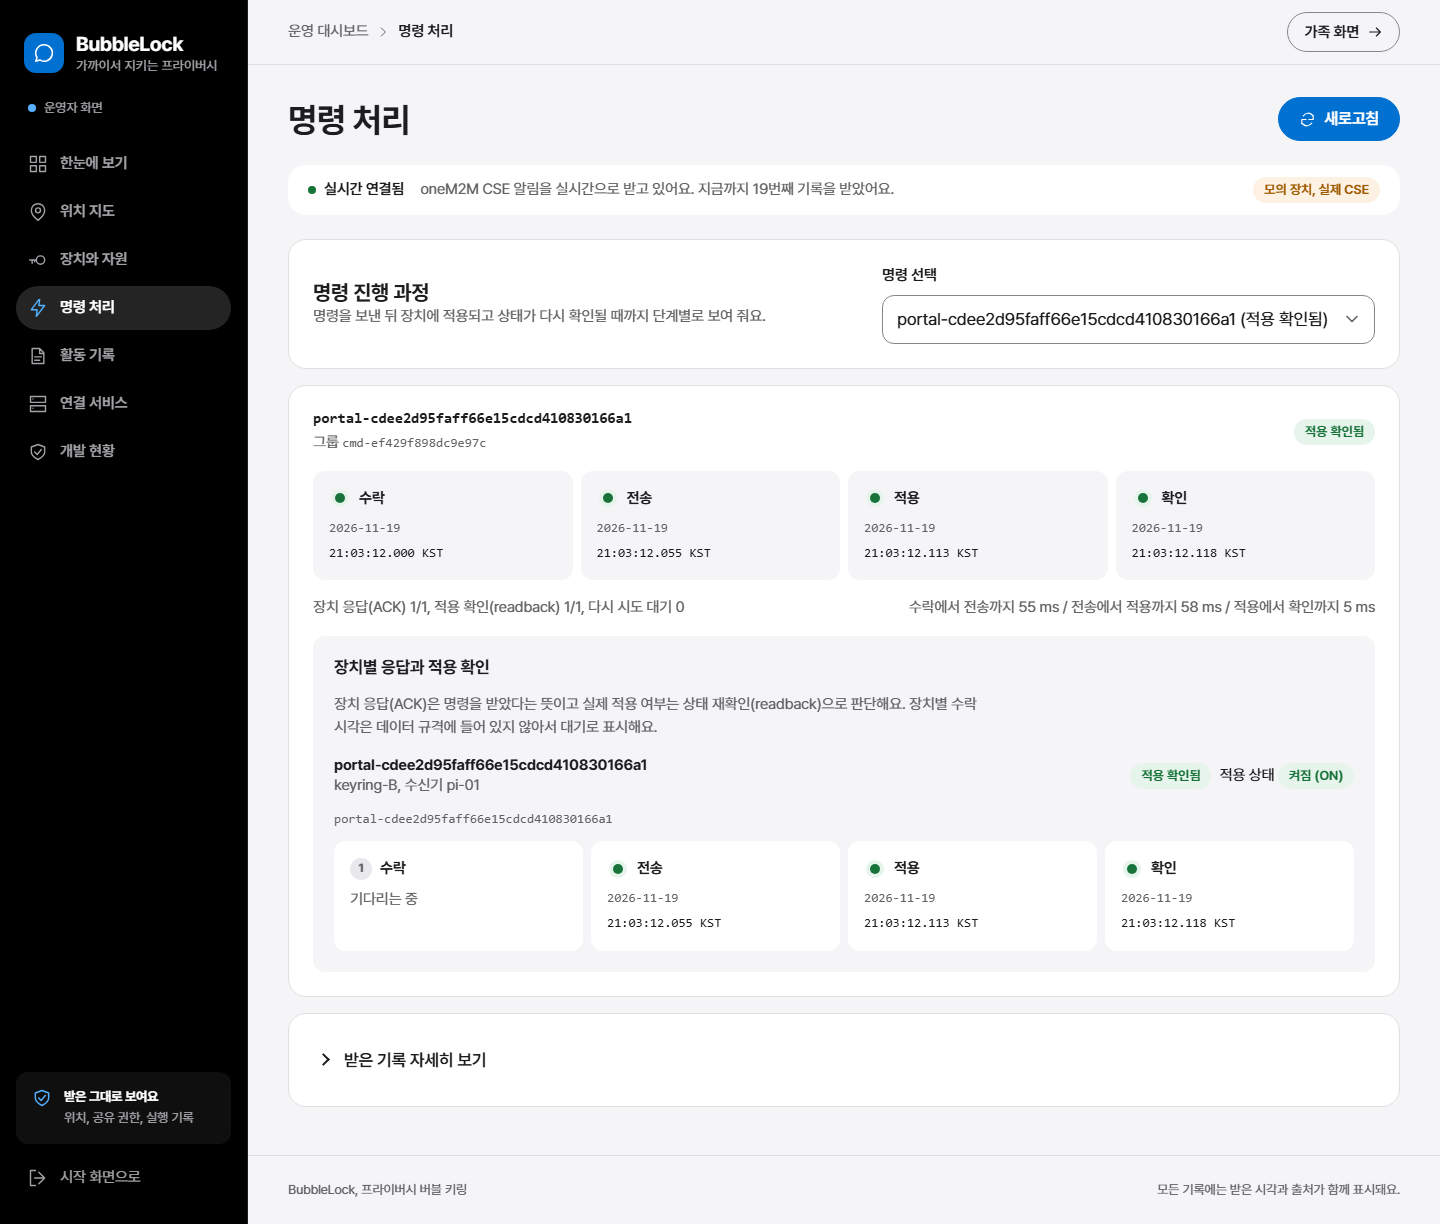 BubbleLock
가까이서 지키는 프라이버시
운영자 화면
한눈에 보기
위치 지도
장치와 자원
명령 처리
활동 기록
연결 서비스
개발 현황
받은 그대로 보여요
위치, 공유 권한, 실행 기록
시작 화면으로
운영 대시보드 > 명령 처리
가족 화면 →
명령 처리
새로고침
실시간 연결됨 oneM2M CSE 알림을 실시간으로 받고 있어요. 지금까지 19번째 기록을 받았어요.
모의 장치, 실제 CSE
명령 진행 과정
명령을 보낸 뒤 장치에 적용되고 상태가 다시 확인될 때까지 단계별로 보여 줘요.
명령 선택
portal-cdee2d95faff66e15cdcd410830166a1 (적용 확인됨)
portal-cdee2d95faff66e15cdcd410830166a1
그룹 cmd-ef429f898dc9e97c
적용 확인됨
수락
2026-11-19
21:03:12.000 KST
전송
2026-11-19
21:03:12.055 KST
적용
2026-11-19
21:03:12.113 KST
확인
2026-11-19
21:03:12.118 KST
장치 응답(ACK) 1/1, 적용 확인(readback) 1/1, 다시 시도 대기 0
수락에서 전송까지 55 ms / 전송에서 적용까지 58 ms / 적용에서 확인까지 5 ms
장치별 응답과 적용 확인
장치 응답(ACK)은 명령을 받았다는 뜻이고 실제 적용 여부는 상태 재확인(readback)으로 판단해요. 장치별 수락
시각은 데이터 규격에 들어 있지 않아서 대기로 표시해요.
portal-cdee2d95faff66e15cdcd410830166a1
keyring-B, 수신기 pi-01
적용 확인됨 적용 상태 켜짐 (ON)
portal-cdee2d95faff66e15cdcd410830166a1
1 수락
기다리는 중
전송
2026-11-19
21:03:12.055 KST
적용
2026-11-19
21:03:12.113 KST
확인
2026-11-19
21:03:12.118 KST
받은 기록 자세히 보기
BubbleLock, 프라이버시 버블 키링
모든 기록에는 받은 시각과 출처가 함께 표시돼요.